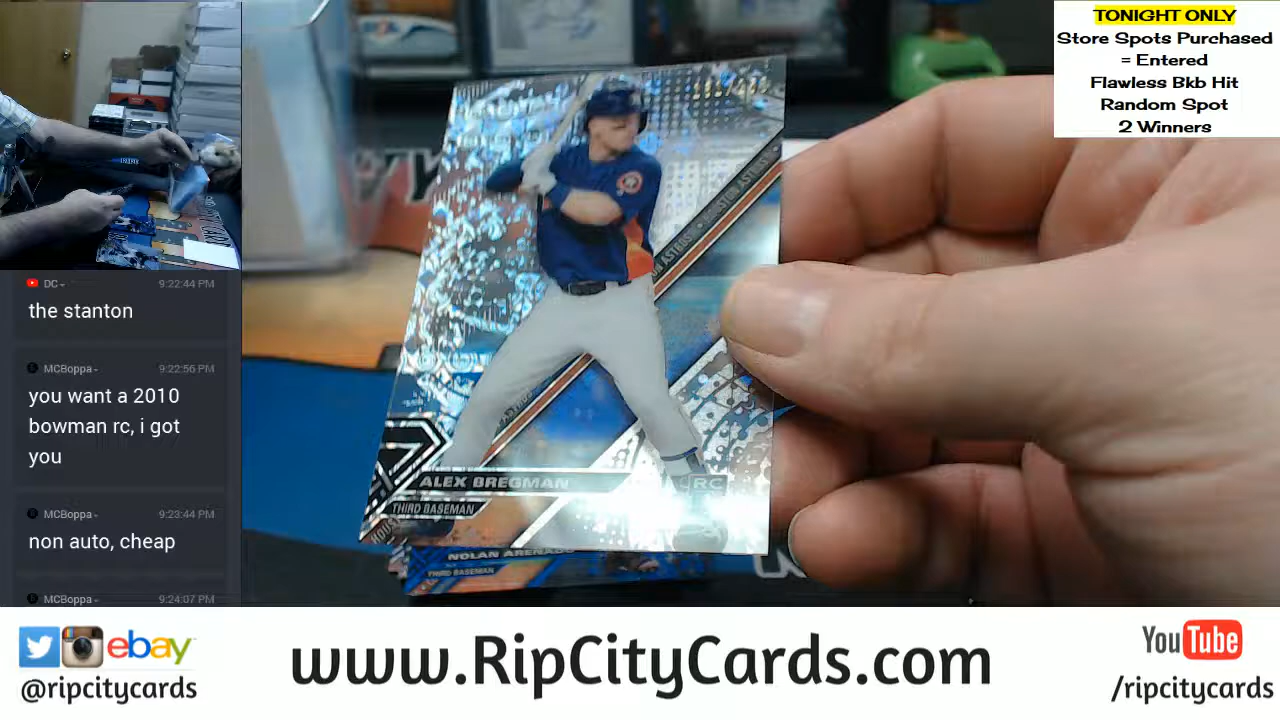 TONIGHT ONLY
Store Spots Purchased
= Entered
Flawless Bkb Hit
Random Spot
2 Winners
DC
9:22:44 PM
the stanton
MCBoppa
9:22:56 PM
you want a 2010
bowman rc, i got
you
MCBoppa
9:23:44 PM
non auto, cheap
MCBoppa
9:24:07 PM
HOUSTON ASTROS
ALEX BREGMAN
RC
THIRD BASEMAN
NOLAN ARENADO
THIRD BASEMAN
ebay
@ripcitycards
www.RipCityCards.com
YouTube
/ripcitycards